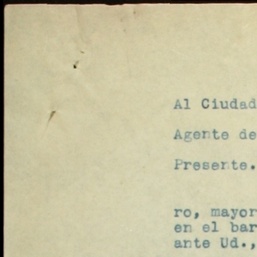 Al Ciudad
Agente de
Presente.
ro, mayor
en el bar
ante Ud.,